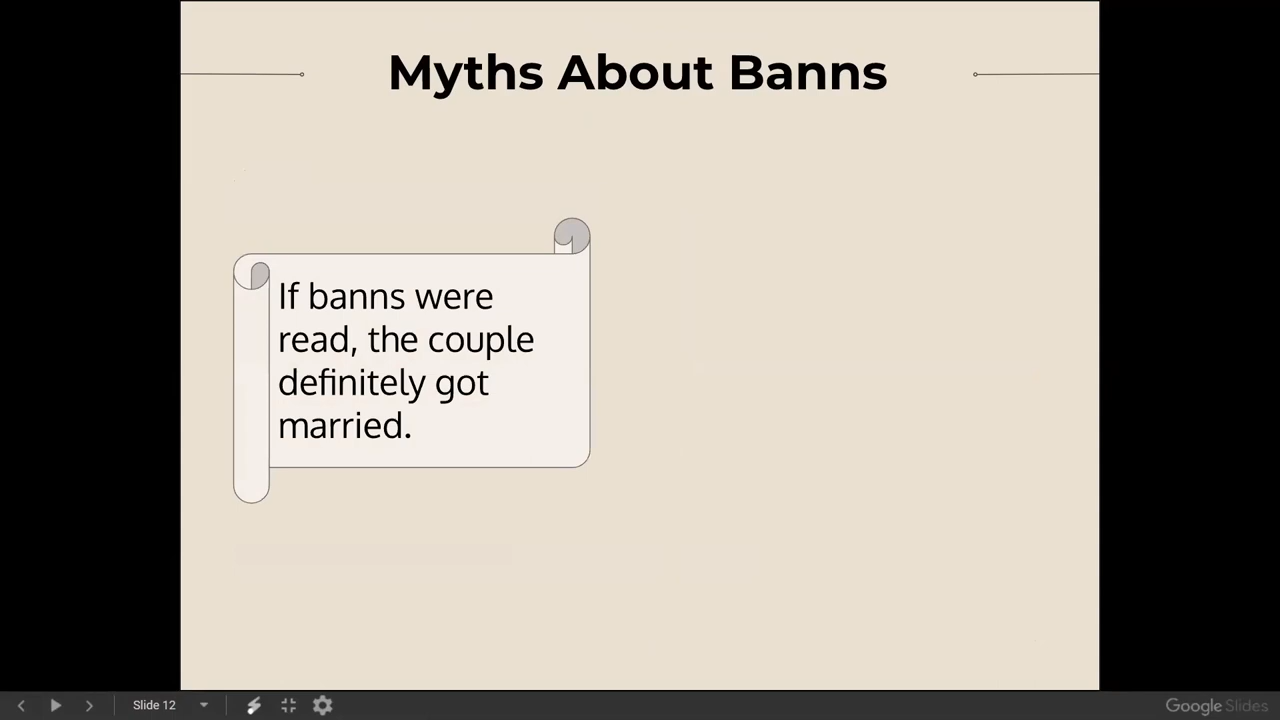 Myths About Banns
If banns were
read, the couple
definitely got
married.
Slide 12
Google Slides